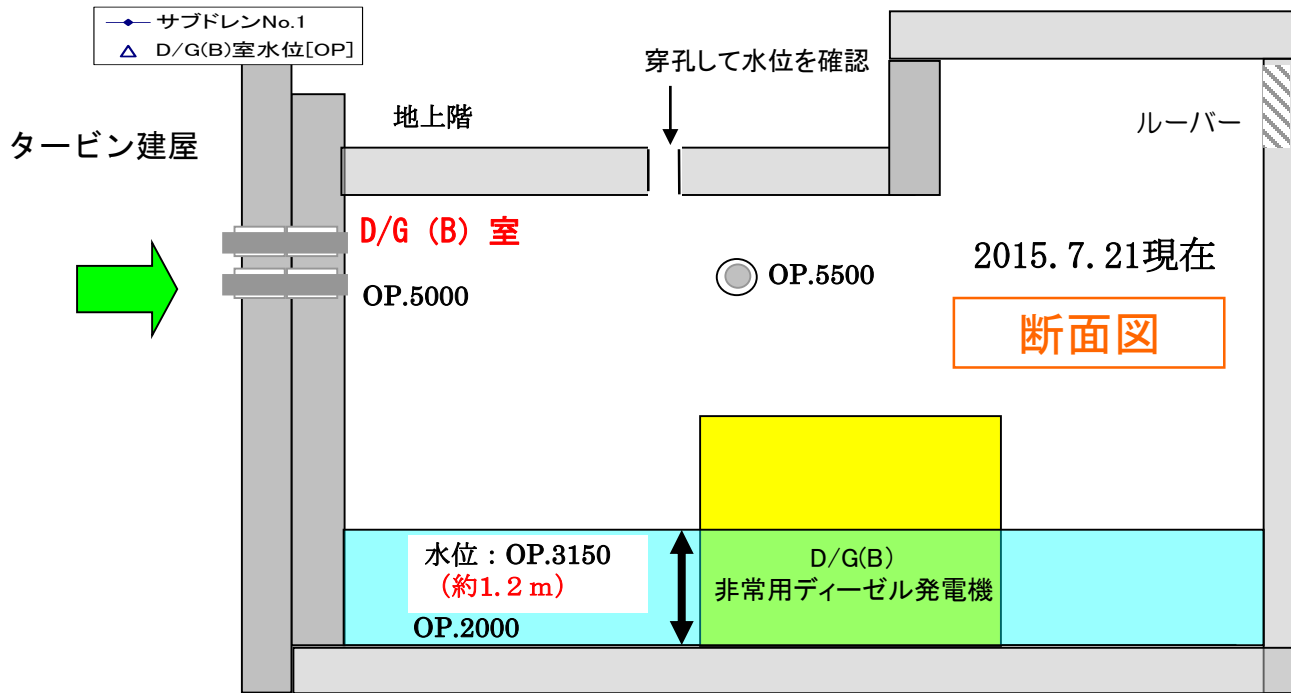 サブドレンNo.1
D/G(B)室水位[OP]
穿孔して水位を確認
地上階
ルーバー
タービン建屋
D/G (B) 室
2015.7.21現在
OP.5500
OP.5000
断面図
水位：OP.3150
(約1.2ｍ)
D/G(B)
非常用ディーゼル発電機
OP.2000